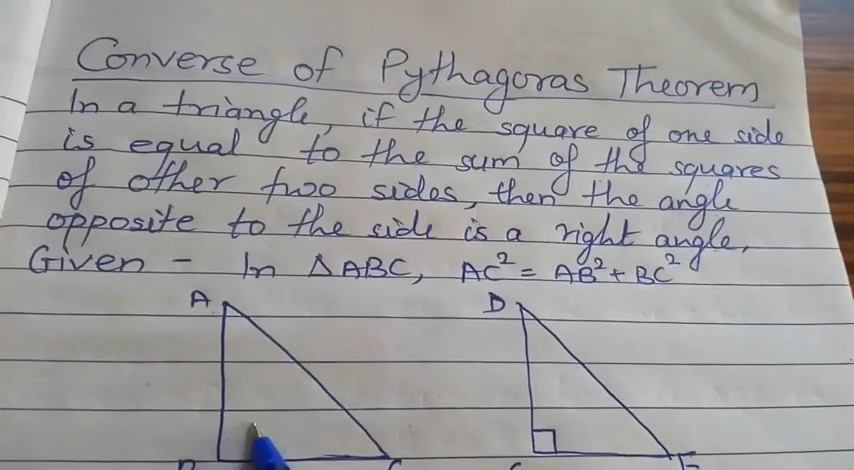 Converse of Pythagoras Theorem
In a triangle, if the square of one side
is equal to the sum of the squares
of other two sides, then the angle
opposite to the side is a right angle,
Given - In △ABC, AC² = AB² + BC²
A D